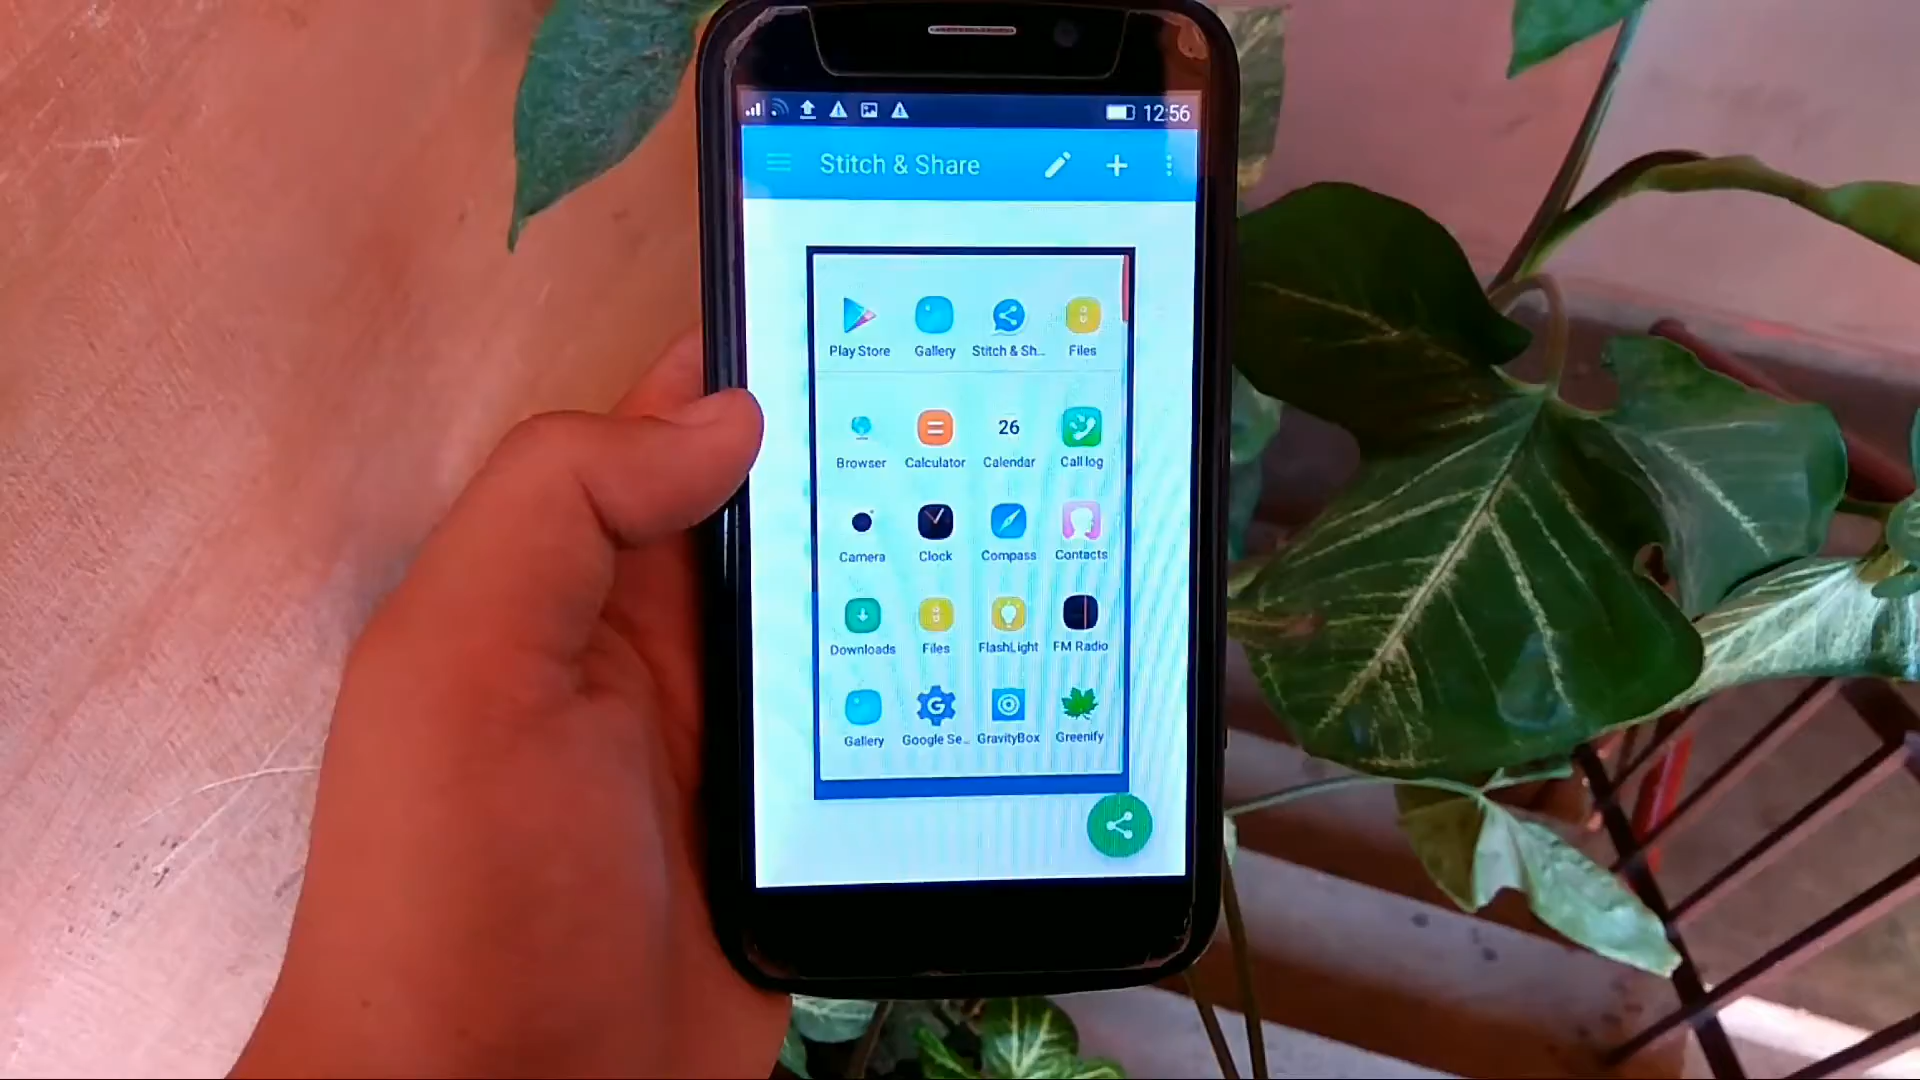 12:56
Stitch & Share
Play Store Gallery Stitch & Sh... Files
26
Browser Calculator Calendar Call log
Camera Clock Compass Contacts
Downloads Files FlashLight FM Radio
G
Gallery Google Se... GravityBox Greenify